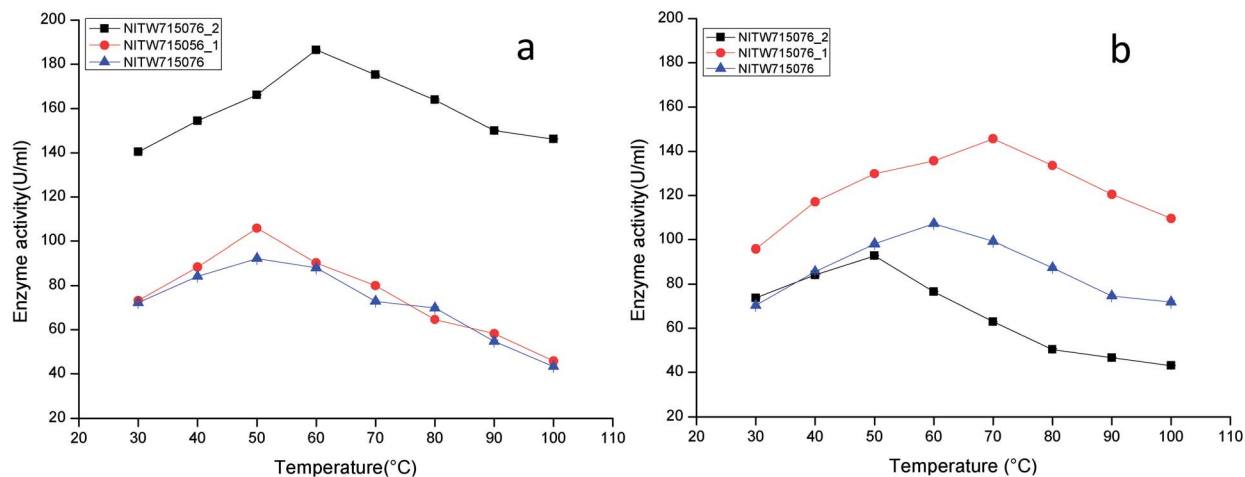 a
NITW715076_2
NITW715056_1
NITW715076
Enzyme activity(U/ml)
200
180
160
140
120
100
80
60
40
20
20 30 40 50 60 70 80 90 100 110
Temperature(°C)
b
NITW715076_2
NITW715076_1
NITW715076
Enzyme activity(U/ml)
200
180
160
140
120
100
80
60
40
20
20 30 40 50 60 70 80 90 100 110
Temperature (°C)